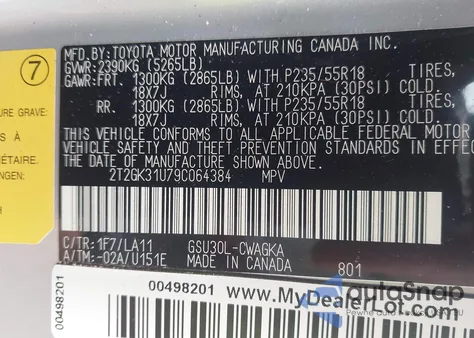 MFD. BY: TOYOTA MOTOR MANUFACTURING CANADA INC.
GVWR: 2390KG (5265LB)
GAWR: FRT. 1300KG (2865LB) WITH P235/55R18 TIRES,
18X7J RIMS, AT 210KPA (30PSI) COLD.
RR. 1300KG (2865LB) WITH P235/55R18 TIRES,
18X7J RIMS, AT 210KPA (30PSI) COLD.
THIS VEHICLE CONFORMS TO ALL APPLICABLE FEDERAL MOTOR
VEHICLE SAFETY AND THEFT PREVENTION STANDARDS IN EFFEC
THE DATE OF MANUFACTURE SHOWN ABOVE.
2T2GK31U79C064384 MPV
C/TR: 1F7/LA11 GSU30L-CWAGKA
A/TM: -02A/U151E MADE IN CANADA 801
7
URE GRAVE:
S À
ÉTAIRE.
NGEN:
H
00498201
00498201
www.MyDealerLot.com
AutoSnap